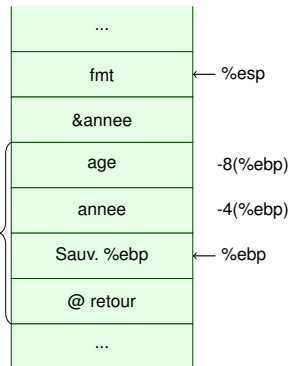 ...
fmt ← %esp
&annee
age -8(%ebp)
annee -4(%ebp)
Sauv. %ebp ← %ebp
@ retour
...